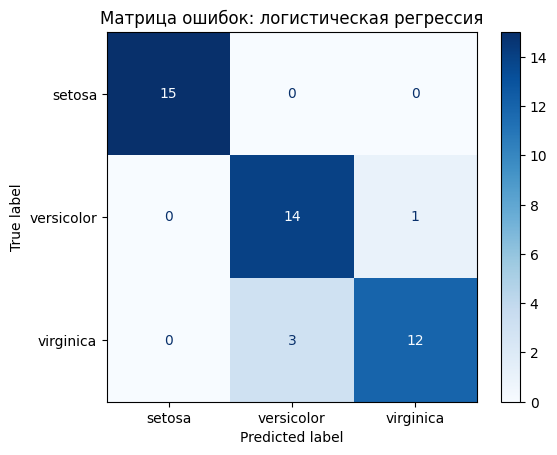 Матрица ошибок: логистическая регрессия
True label
setosa
versicolor
virginica
15 0 0
0 14 1
0 3 12
setosa versicolor virginica
Predicted label
14
12
10
8
6
4
2
0